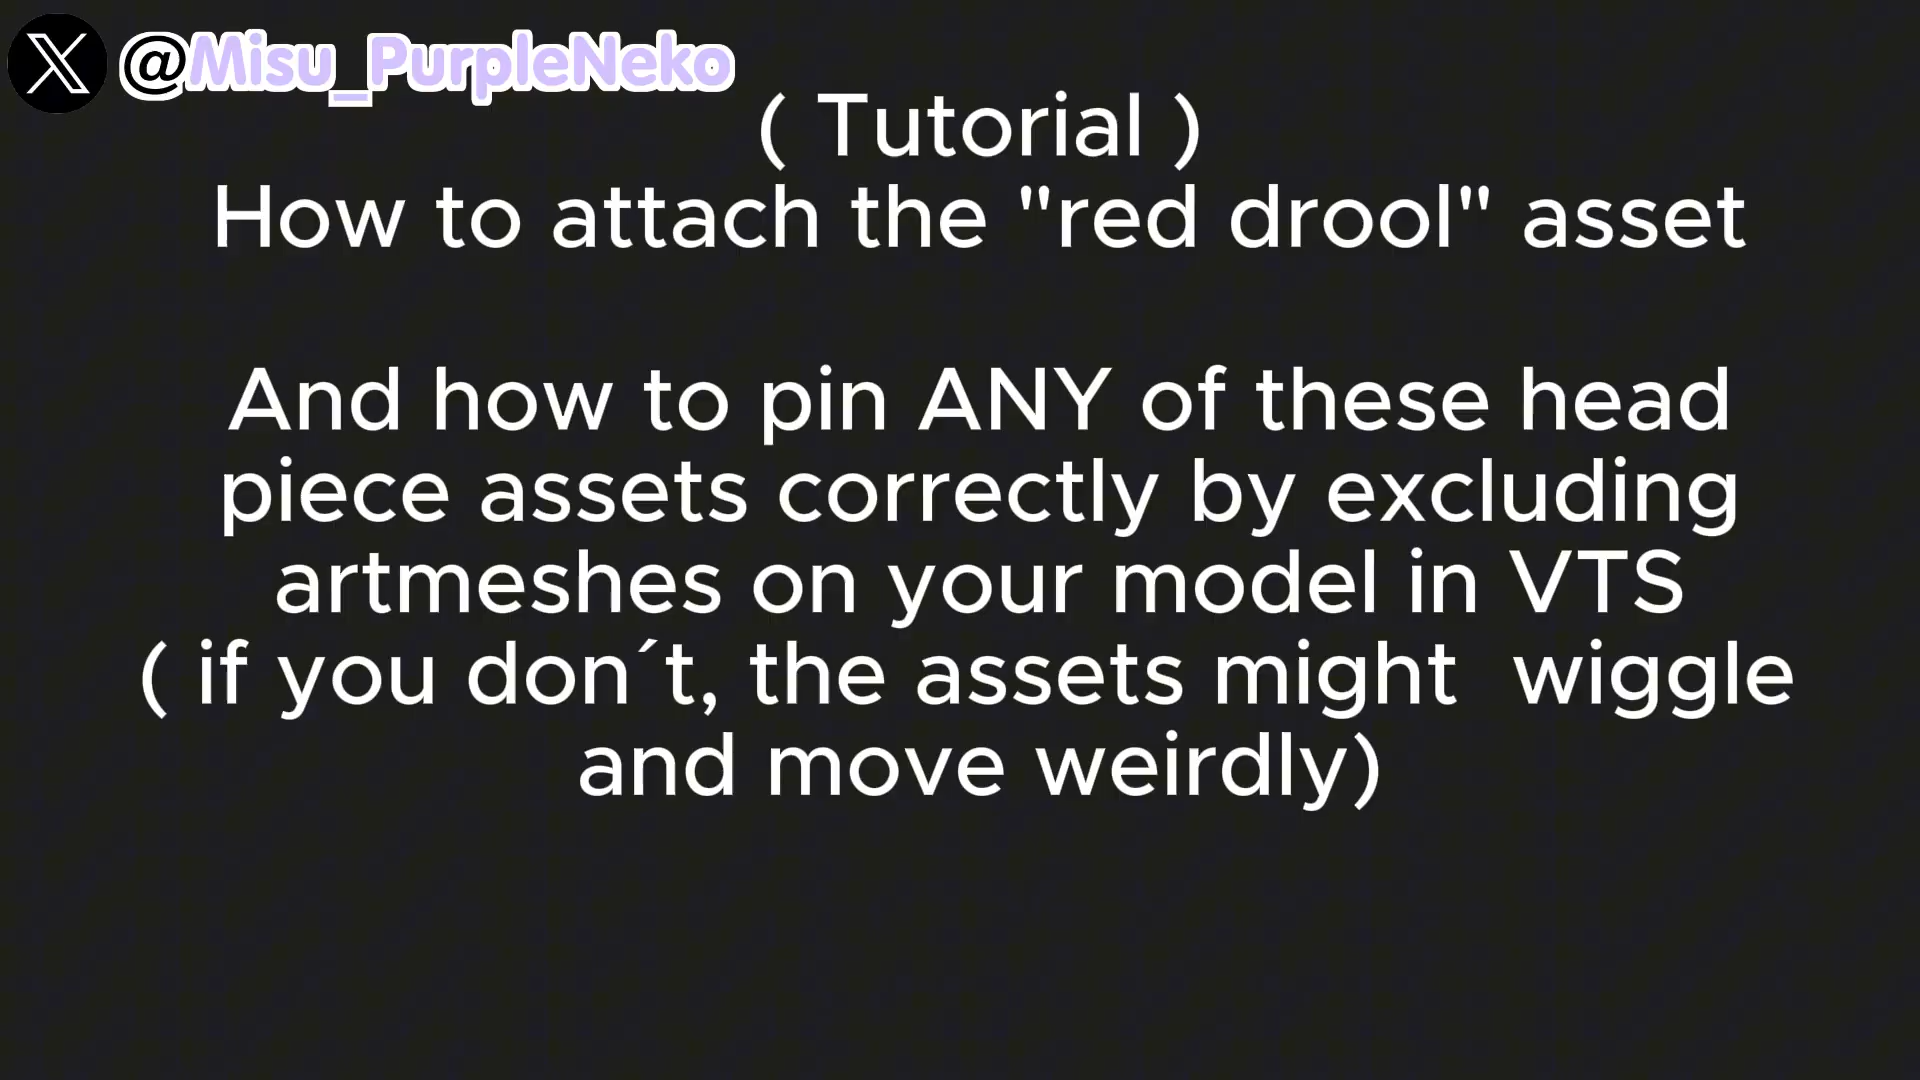 @Misu_PurpleNeko
( Tutorial )
How to attach the "red drool" asset
And how to pin ANY of these head
piece assets correctly by excluding
artmeshes on your model in VTS
( if you don´t, the assets might  wiggle
and move weirdly)